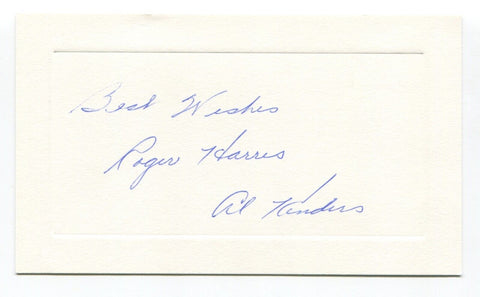 Best Wishes
Roger Harris
Al Kinders